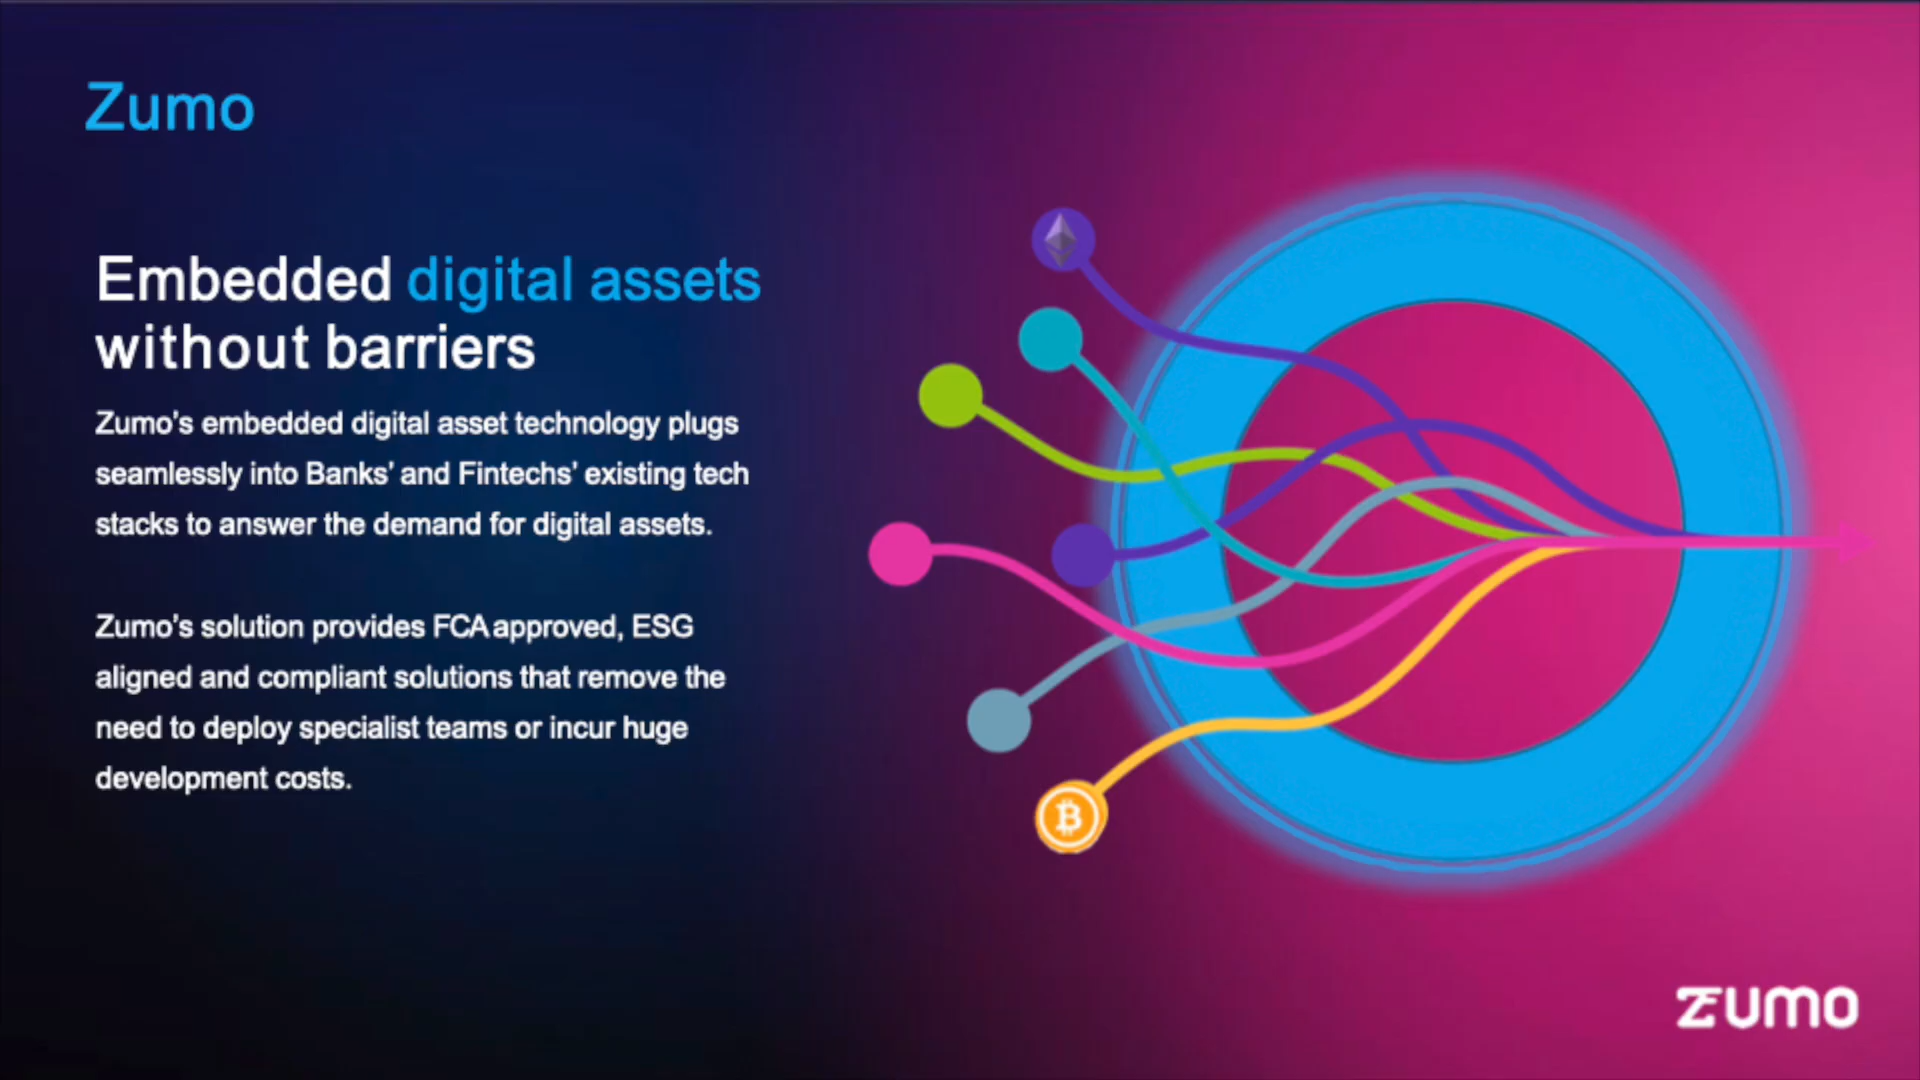 Zumo
Embedded digital assets
without barriers
Zumo's embedded digital asset technology plugs
seamlessly into Banks' and Fintechs' existing tech
stacks to answer the demand for digital assets.
Zumo's solution provides FCA approved, ESG
aligned and compliant solutions that remove the
need to deploy specialist teams or incur huge
development costs.
ZUMO